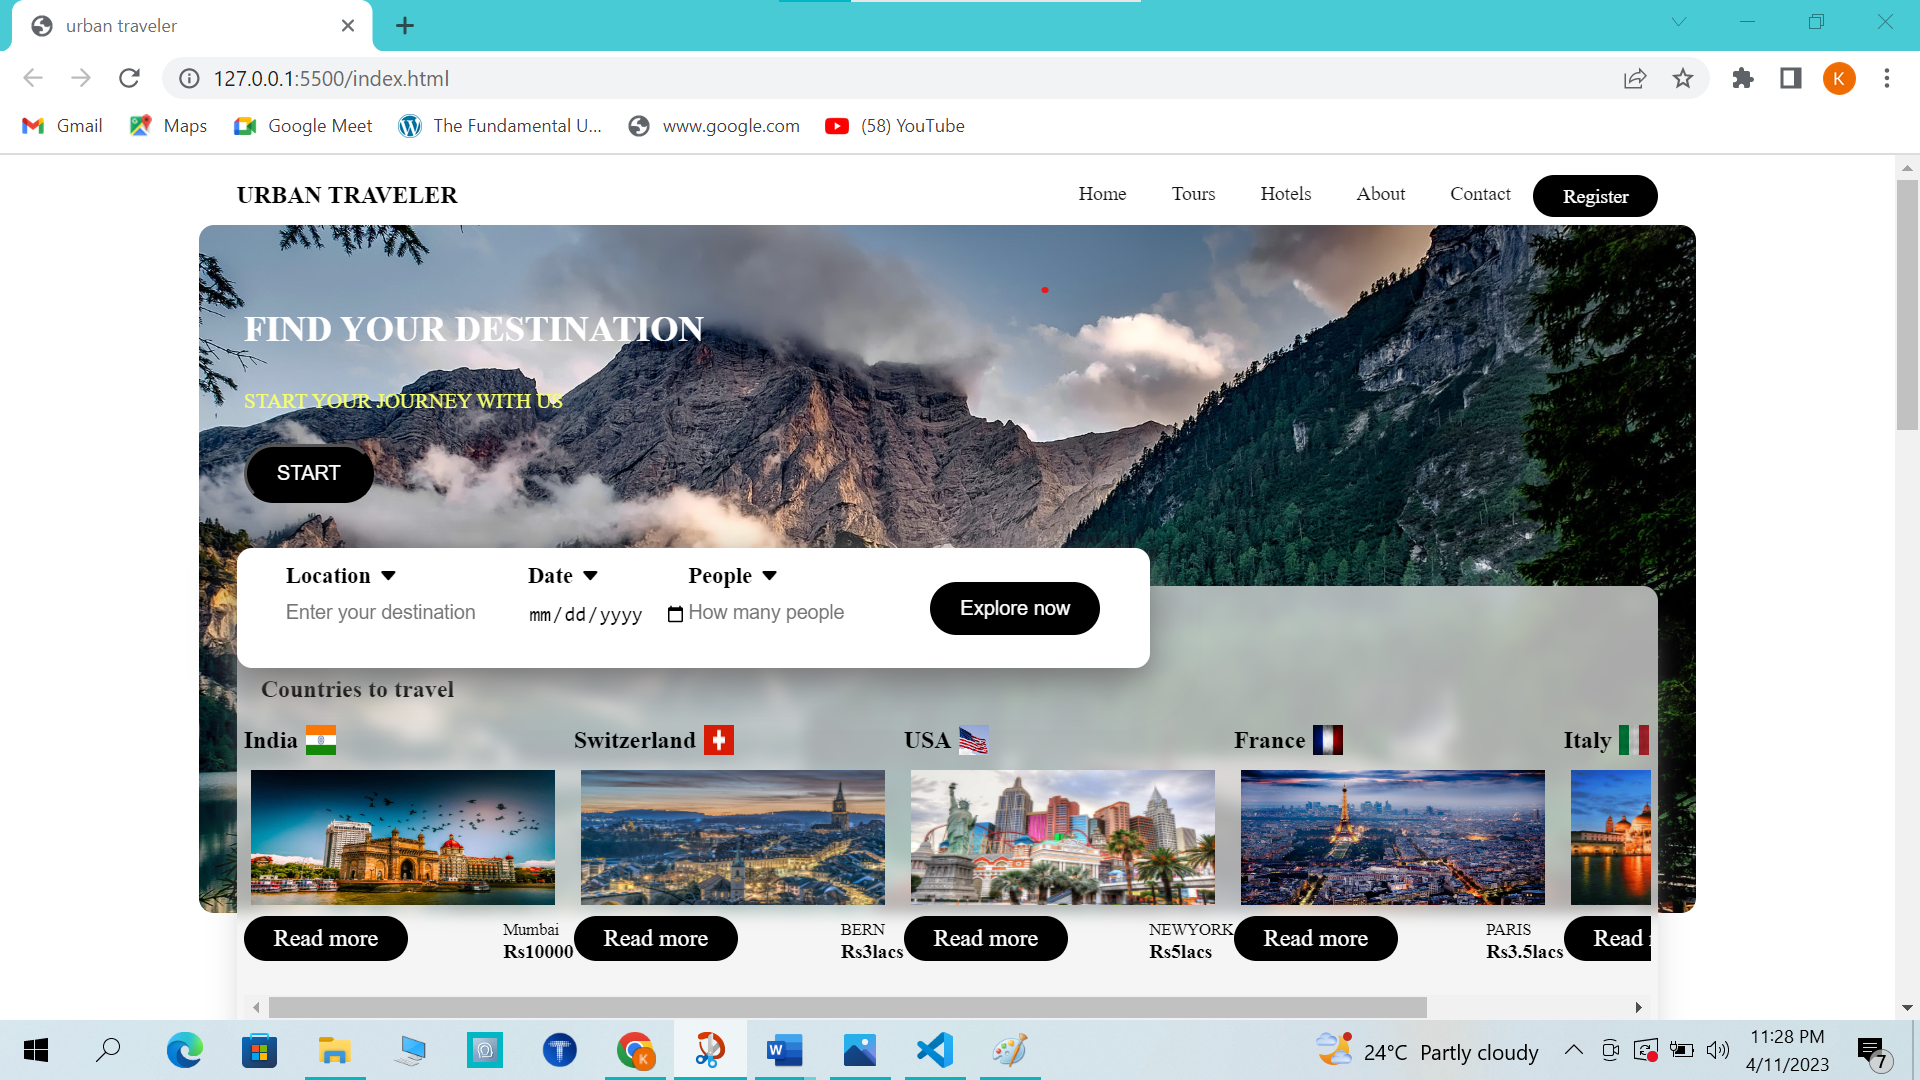 urban traveler
127.0.0.1:5500/index.html
K
Gmail
Maps
Google Meet
The Fundamental U...
www.google.com
(58) YouTube
URBAN TRAVELER
Home
Tours
Hotels
About
Contact
Register
FIND YOUR DESTINATION
START YOUR JOURNEY WITH US
START
Location
Date
People
Enter your destination
mm/dd/yyyy
How many people
Explore now
Countries to travel
India
Switzerland
USA
France
Italy
Read more
Mumbai
Rs10000
Read more
BERN
Rs3lacs
Read more
NEWYORK
Rs5lacs
Read more
PARIS
Rs3.5lacs
Read
T
K
W
24°C Partly cloudy
11:28 PM
4/11/2023
7